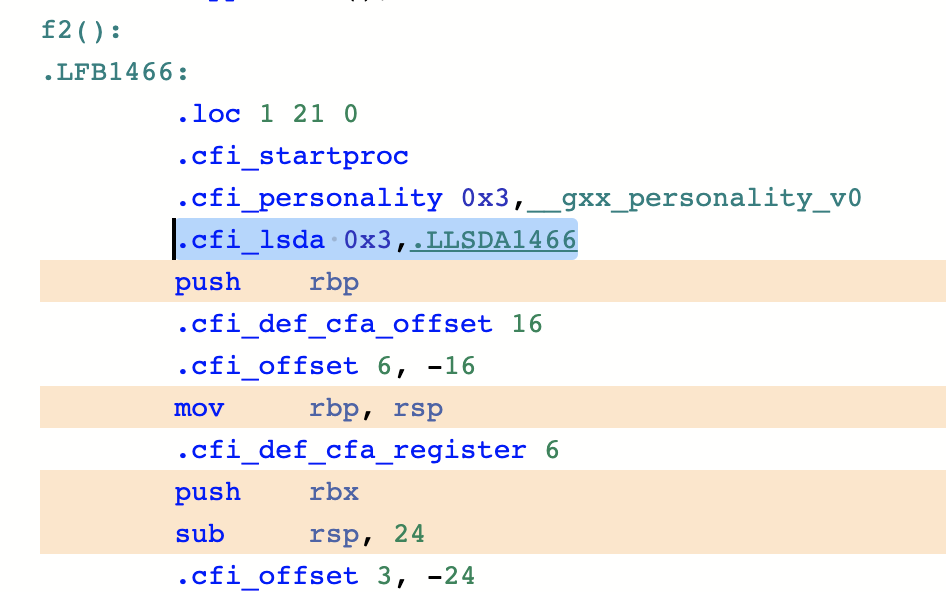 f2():
.LFB1466:
.loc 1 21 0
.cfi_startproc
.cfi_personality 0x3,__gxx_personality_v0
.cfi_lsda·0x3,.LLSDA1466
push rbp
.cfi_def_cfa_offset 16
.cfi_offset 6, -16
mov rbp, rsp
.cfi_def_cfa_register 6
push rbx
sub rsp, 24
.cfi_offset 3, -24